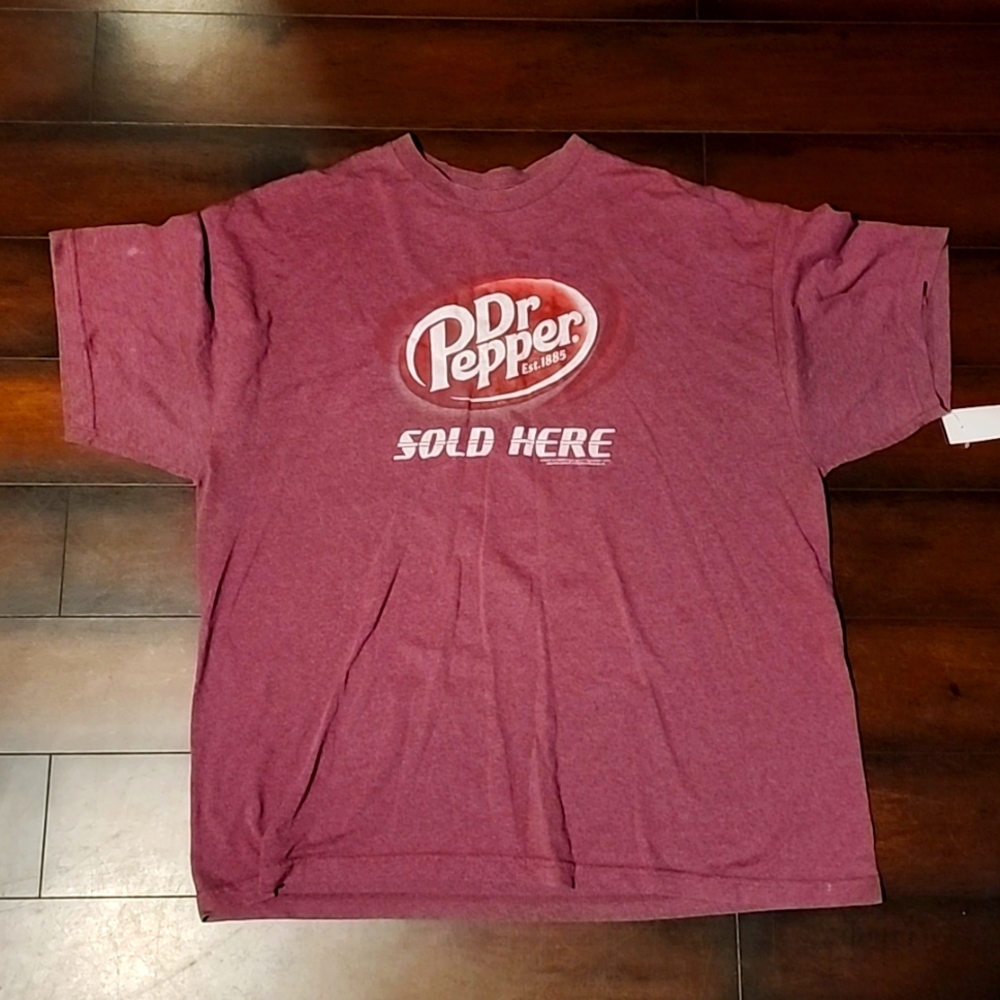 Dr
Pepper.
Est.1885
SOLD HERE